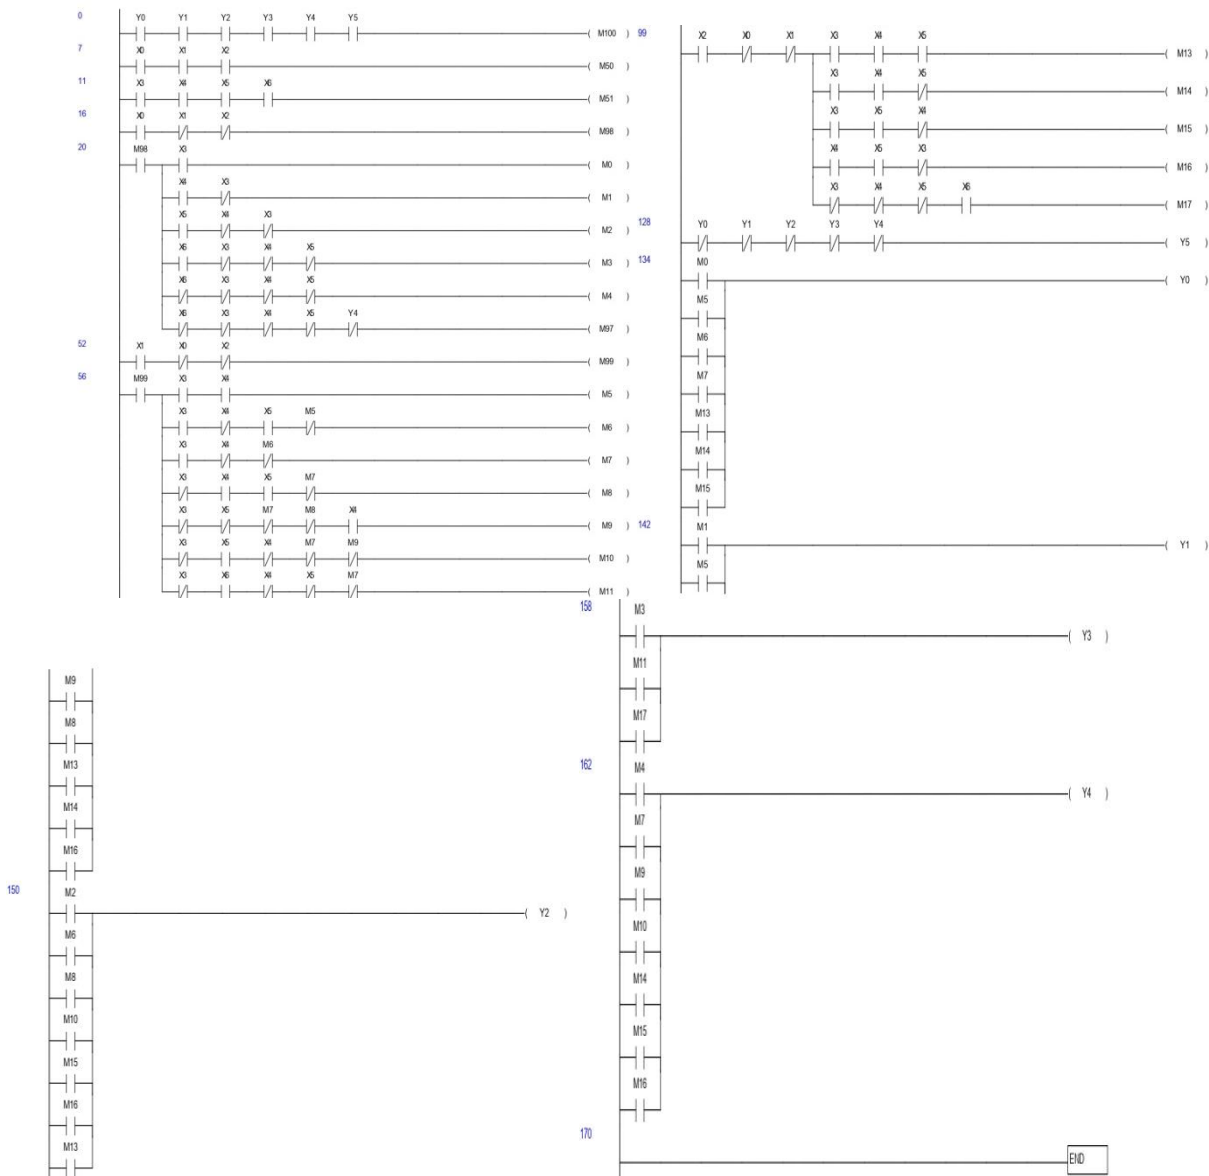 0 Y0 Y1 Y2 Y3 Y4 Y5
( M100 )
7 X0 X1 X2
( M50 )
11 X3 X4 X5 X6
( M51 )
16 X0 X1 X2
( M98 )
20 M98 X3
( M0 )
X4 X3
( M1 )
X5 X4 X3
( M2 )
X6 X3 X4 X5
( M3 )
X6 X3 X4 X5
( M4 )
X6 X3 X4 X5 Y4
( M97 )
52 X1 X0 X2
( M99 )
56 M99 X3 X4
( M5 )
X3 X4 X5 M5
( M6 )
X3 X4 M6
( M7 )
X3 X4 X5 M7
( M8 )
X3 X5 M7 M8 X4
( M9 )
X3 X5 X4 M7 M9
( M10 )
X3 X6 X4 X5 M7
( M11 )
99 X2 X0 X1 X3 X4 X5
( M13 )
X3 X4 X5
( M14 )
X3 X5 X4
( M15 )
X4 X5 X3
( M16 )
X3 X4 X5 X6
( M17 )
128 Y0 Y1 Y2 Y3 Y4
( Y5 )
134 M0
( Y0 )
M5
M6
M7
M13
M14
M15
142 M1
( Y1 )
M5
M9
M8
M13
M14
M16
150 M2
( Y2 )
M6
M8
M10
M15
M16
M13
158 M3
( Y3 )
M11
M17
162 M4
( Y4 )
M7
M9
M10
M14
M15
M16
170
END